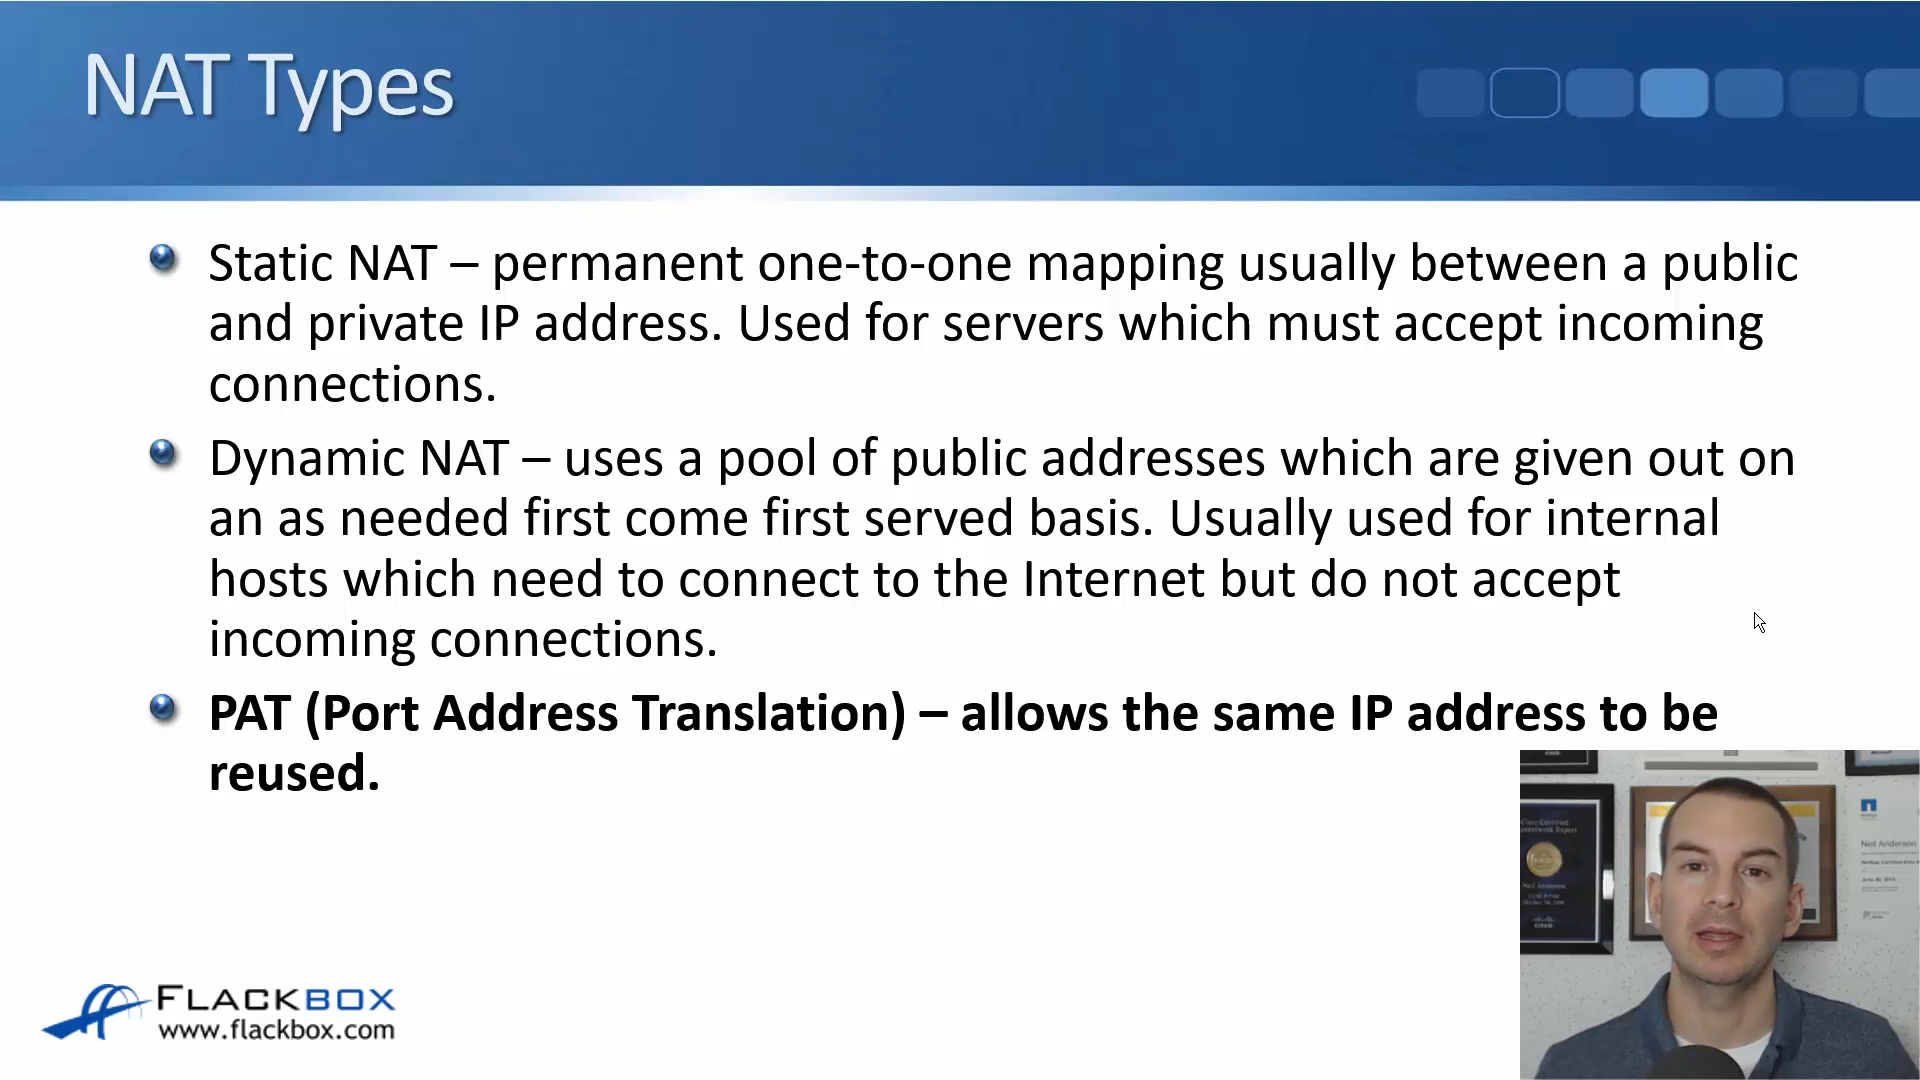 NAT Types
Static NAT – permanent one-to-one mapping usually between a public
and private IP address. Used for servers which must accept incoming
connections.
Dynamic NAT – uses a pool of public addresses which are given out on
an as needed first come first served basis. Usually used for internal
hosts which need to connect to the Internet but do not accept
incoming connections.
PAT (Port Address Translation) – allows the same IP address to be
reused.
Neil Anderson
cisco
FLACKBOX
www.flackbox.com